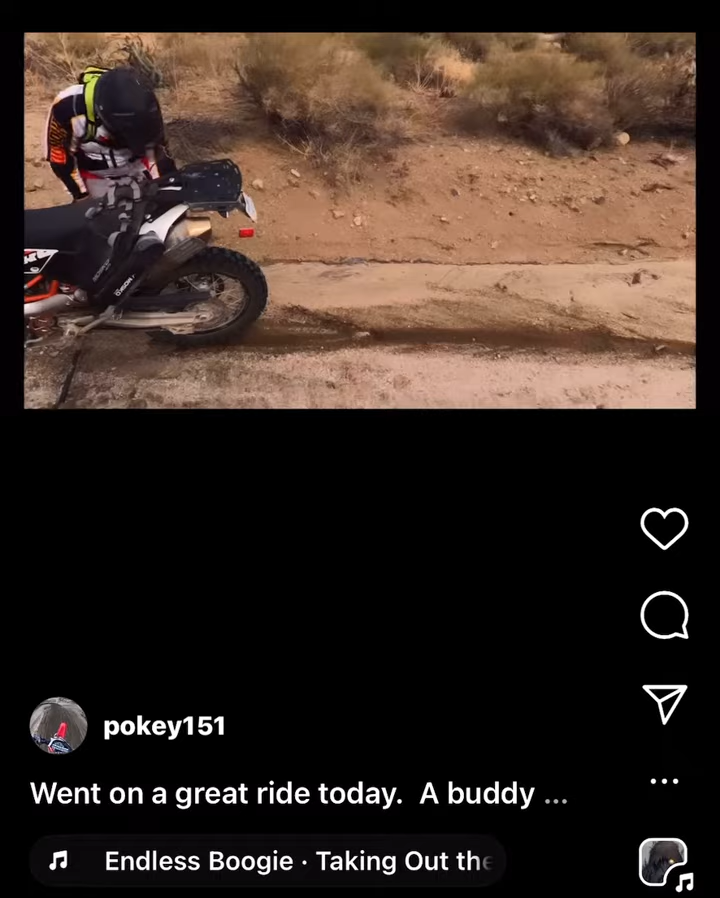 pokey151
Went on a great ride today.  A buddy ...
Endless Boogie · Taking Out the